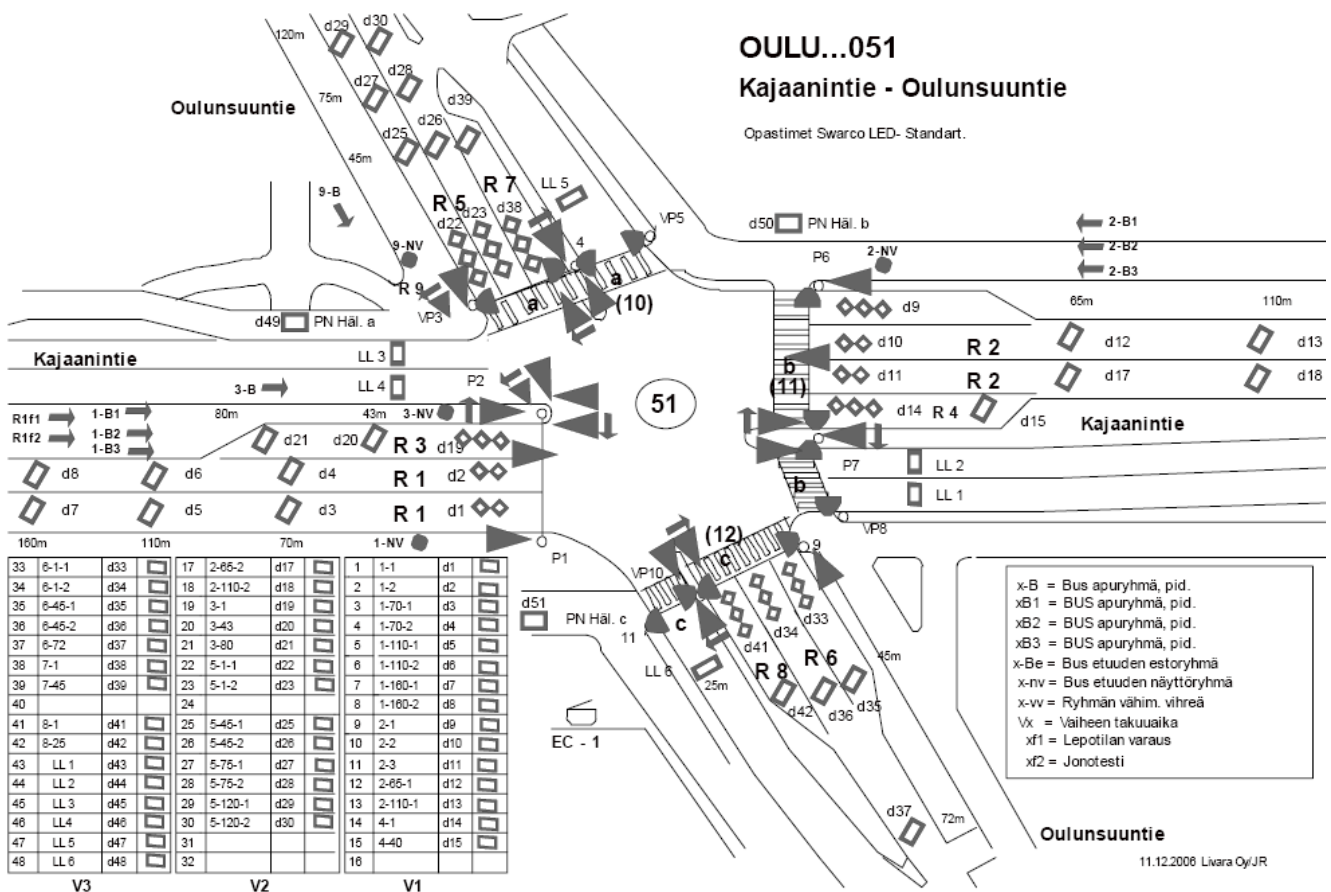 OULU...051
Kajaanintie - Oulunsuuntie
Opastimet Swarco LED- Standart.
120m
d29
d30
d27
d28
75m
d39
d25
d26
45m
Oulunsuuntie
9-B
R 7
LL 5
R 5
d23
d38
d22
9-NV
R 9
VP3
4
VP5
a
a
(10)
d50
PN Häl. b
2-B1
2-B2
2-B3
P6
2-NV
d9
65m
110m
d10
R 2
d12
d13
b
(11)
d11
R 2
d17
d18
d14
R 4
d15
Kajaanintie
P7
LL 2
LL 1
b
VP8
d49
PN Häl. a
Kajaanintie
LL 3
LL 4
P2
3-B
51
R1f1
R1f2
1-B1
1-B2
1-B3
80m
43m
3-NV
d21
d20
R 3
d19
d8
d6
d4
R 1
d2
d7
d5
d3
R 1
d1
160m
110m
70m
1-NV
P1
(12)
c
9
VP10
c
11
d51
PN Häl. c
LL 6
25m
d41
d34
d33
R 8
R 6
d42
d36
d35
45m
EC - 1
d37
72m
Oulunsuuntie
11.12.2006 Livara Oy/JR
33 6-1-1 d33 17 2-65-2 d17 1 1-1 d1
34 6-1-2 d34 18 2-110-2 d18 2 1-2 d2
35 6-45-1 d35 19 3-1 d19 3 1-70-1 d3
36 6-45-2 d36 20 3-43 d20 4 1-70-2 d4
37 6-72 d37 21 3-80 d21 5 1-110-1 d5
38 7-1 d38 22 5-1-1 d22 6 1-110-2 d6
39 7-45 d39 23 5-1-2 d23 7 1-160-1 d7
40 24 8 1-160-2 d8
41 8-1 d41 25 5-45-1 d25 9 2-1 d9
42 8-25 d42 26 5-45-2 d26 10 2-2 d10
43 LL 1 d43 27 5-75-1 d27 11 2-3 d11
44 LL 2 d44 28 5-75-2 d28 12 2-65-1 d12
45 LL 3 d45 29 5-120-1 d29 13 2-110-1 d13
46 LL4 d46 30 5-120-2 d30 14 4-1 d14
47 LL 5 d47 31 15 4-40 d15
48 LL 6 d48 32 16
V3 V2 V1
x-B = Bus apuryhmä, pid.
xB1 = BUS apuryhmä, pid.
xB2 = BUS apuryhmä, pid.
xB3 = BUS apuryhmä, pid.
x-Be = Bus etuuden estoryhmä
x-nv = Bus etuuden näyttöryhmä
x-vv = Ryhmän vähim. vihreä
Vx = Vaiheen takuuaika
xf1 = Lepotilan varaus
xf2 = Jonotesti